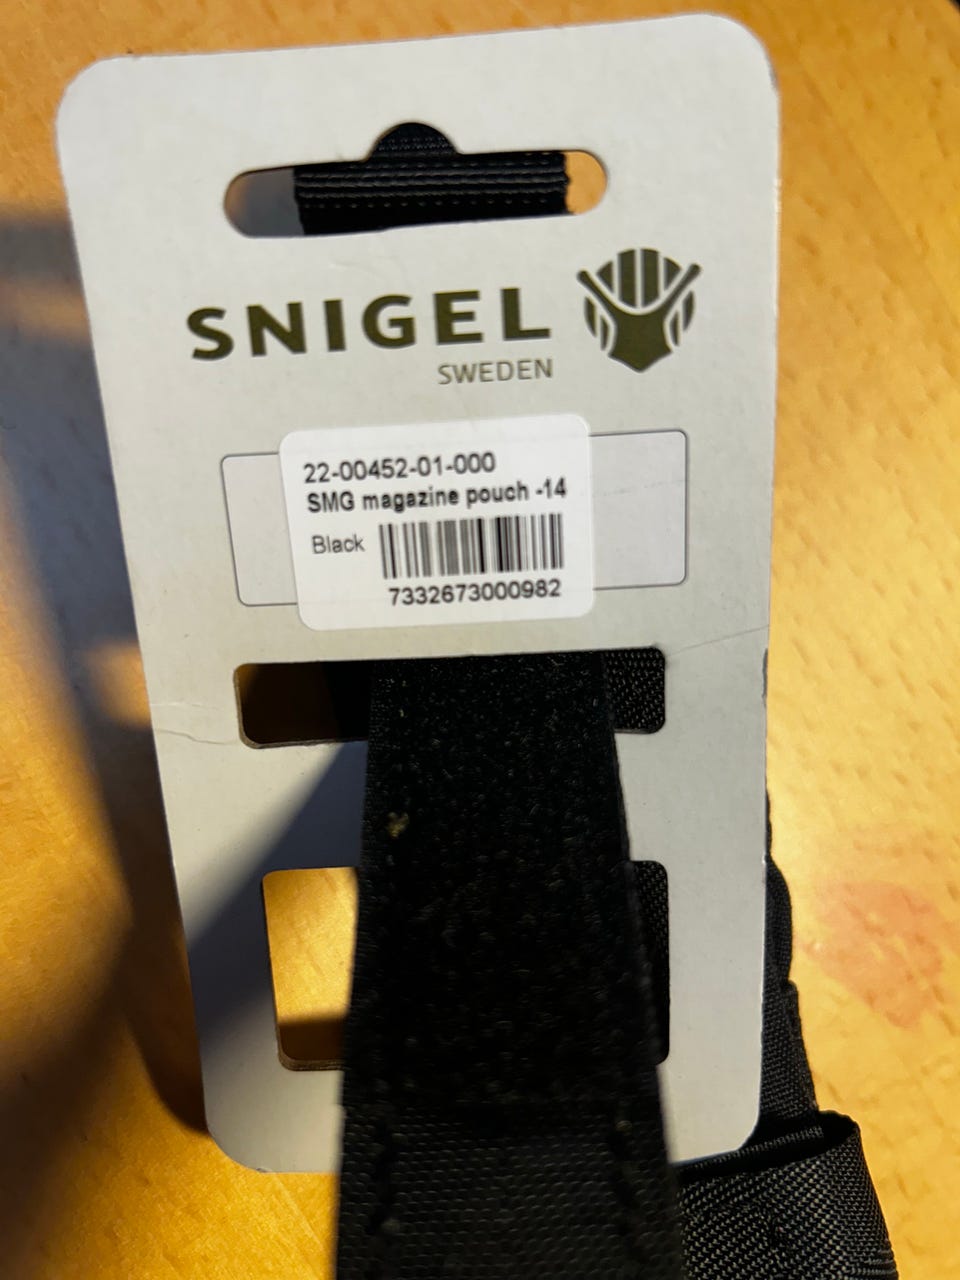 SNIGEL
SWEDEN
22-00452-01-000
SMG magazine pouch -14
Black
7332673000982